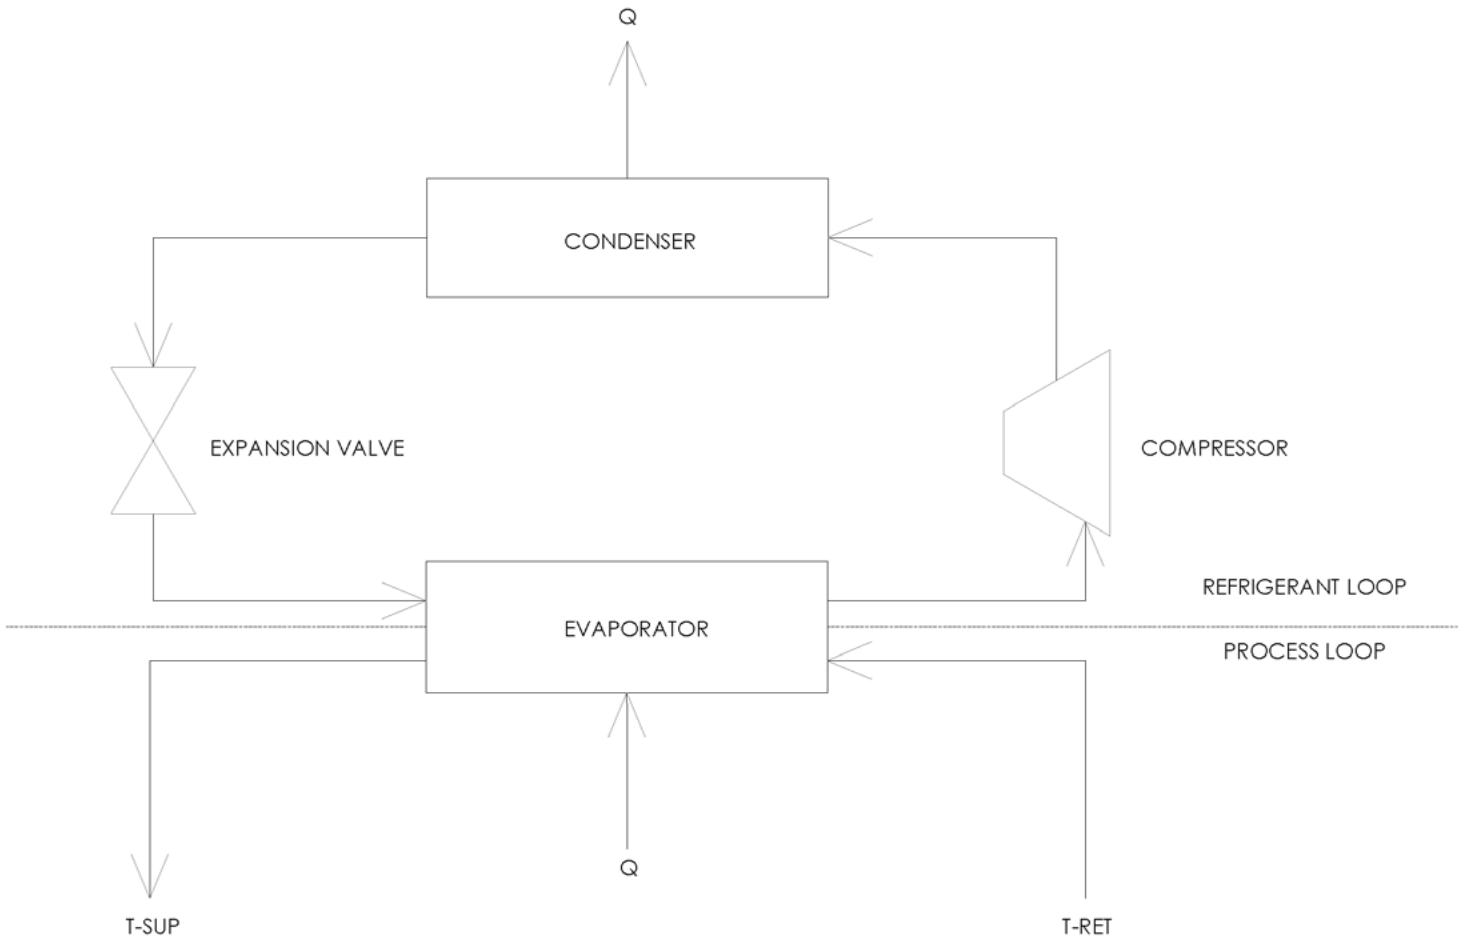 Q
CONDENSER
EXPANSION VALVE
COMPRESSOR
REFRIGERANT LOOP
EVAPORATOR
PROCESS LOOP
Q
T-SUP
T-RET